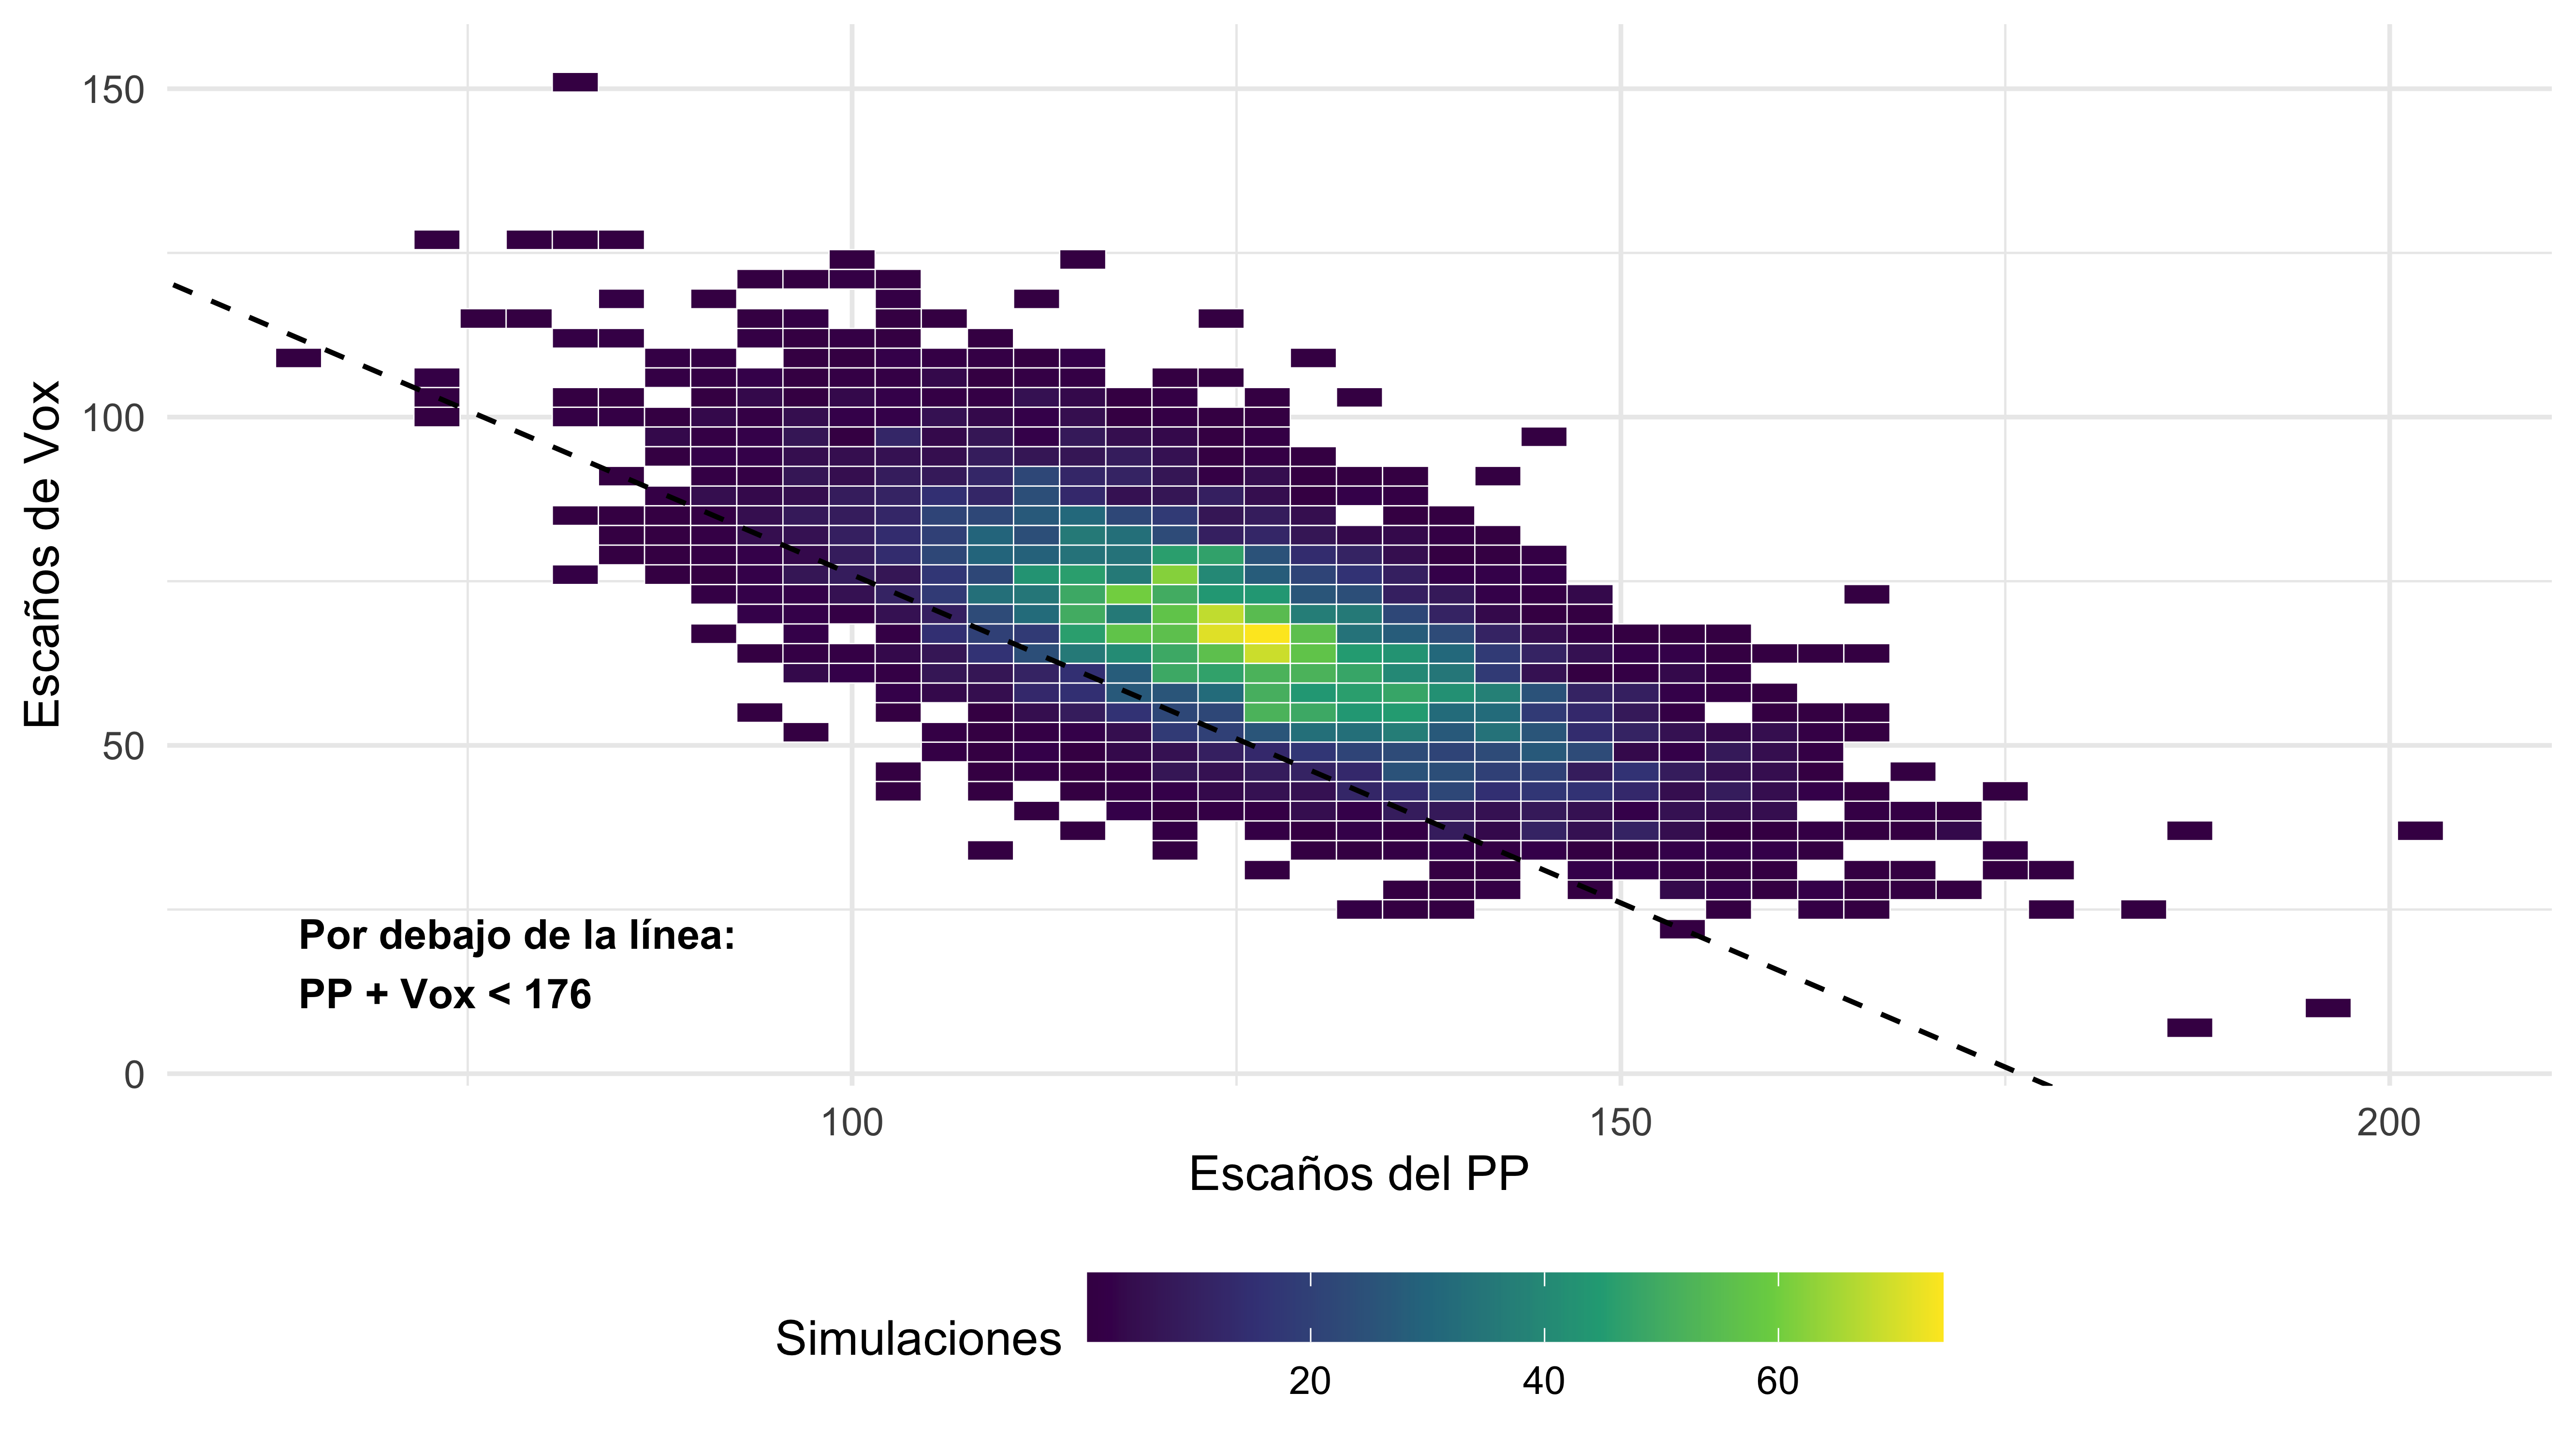 150
100
50
0
Escaños de Vox
Por debajo de la línea:
PP + Vox < 176
100
150
200
Escaños del PP
Simulaciones
20
40
60